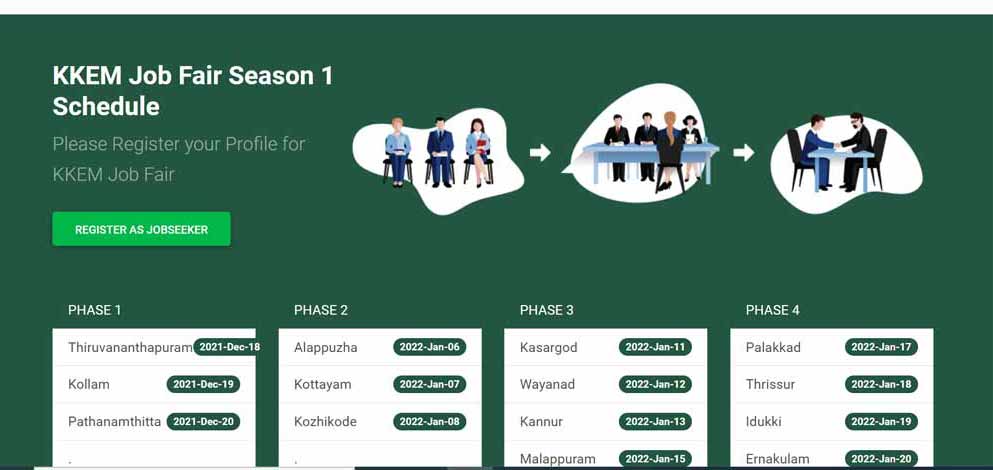 KKEM Job Fair Season 1
Schedule
Please Register your Profile for
KKEM Job Fair
REGISTER AS JOBSEEKER
PHASE 1
Thiruvananthapuram 2021-Dec-18
Kollam 2021-Dec-19
Pathanamthitta 2021-Dec-20
.
PHASE 2
Alappuzha 2022-Jan-06
Kottayam 2022-Jan-07
Kozhikode 2022-Jan-08
.
PHASE 3
Kasargod 2022-Jan-11
Wayanad 2022-Jan-12
Kannur 2022-Jan-13
Malappuram 2022-Jan-15
PHASE 4
Palakkad 2022-Jan-17
Thrissur 2022-Jan-18
Idukki 2022-Jan-19
Ernakulam 2022-Jan-20